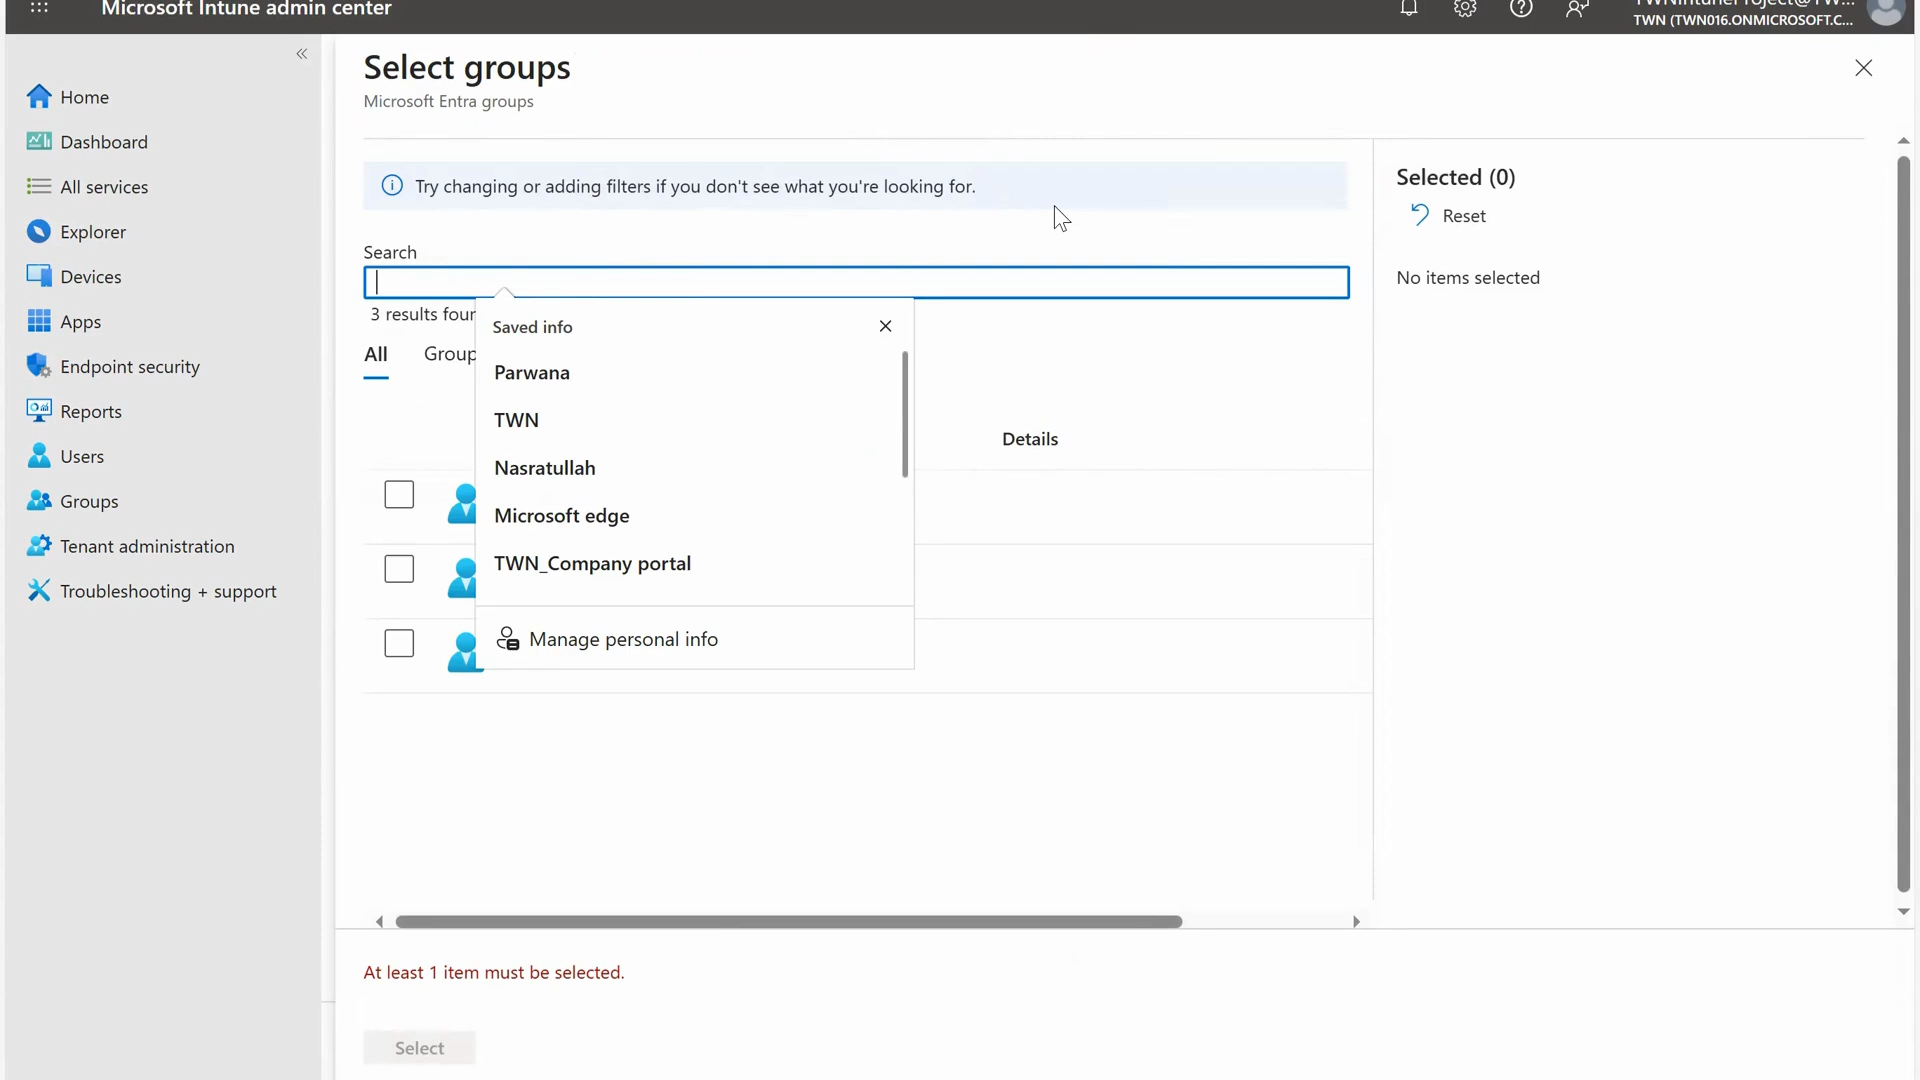 Microsoft Intune admin center
TWN (TWN016.ONMICROSOFT.C...
Home
Dashboard
All services
Explorer
Devices
Apps
Endpoint security
Reports
Users
Groups
Tenant administration
Troubleshooting + support
Select groups
Microsoft Entra groups
Try changing or adding filters if you don't see what you're looking for.
Search
3 results foun
All
Group
Saved info
Parwana
TWN
Nasratullah
Microsoft edge
TWN_Company portal
Manage personal info
Details
Selected (0)
Reset
No items selected
At least 1 item must be selected.
Select